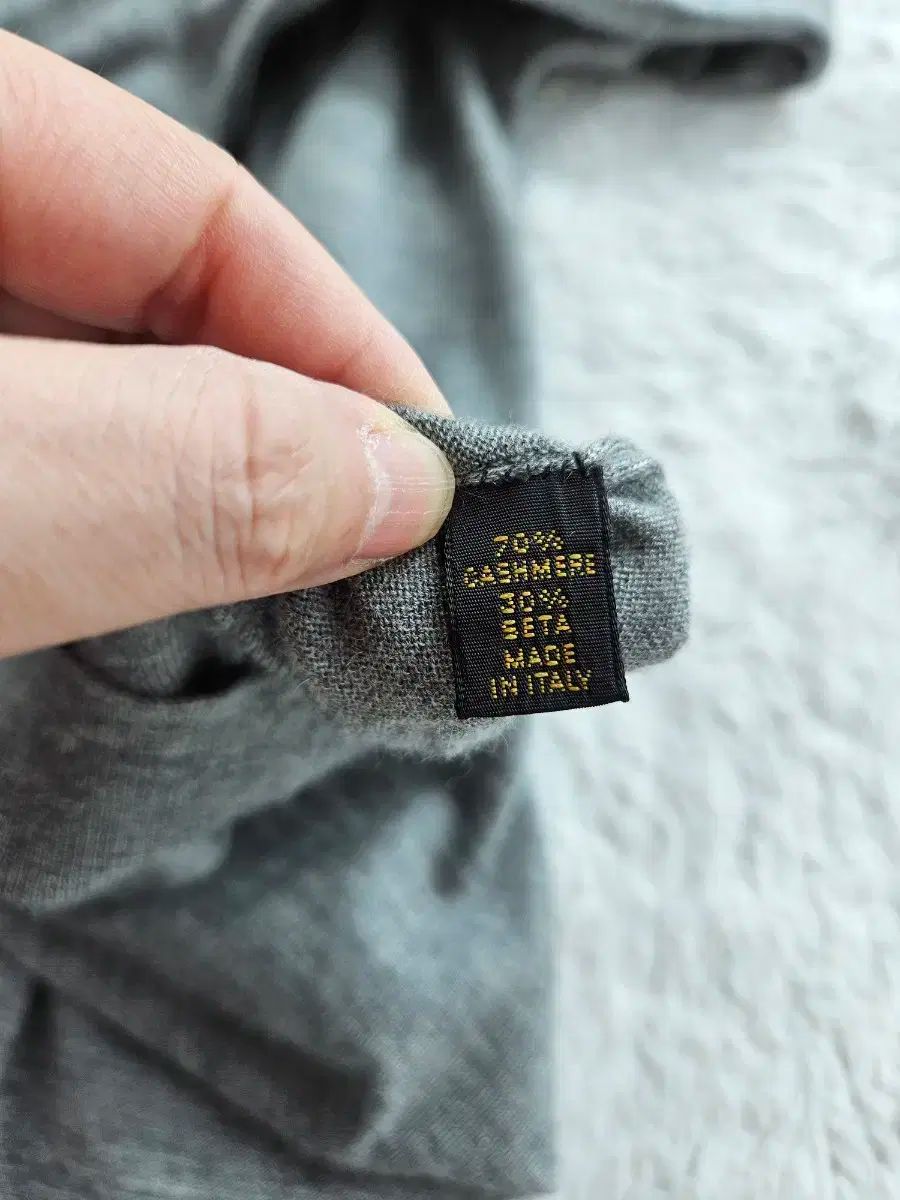 70%
CASHMERE
30%
SETA
MADE
IN ITALY